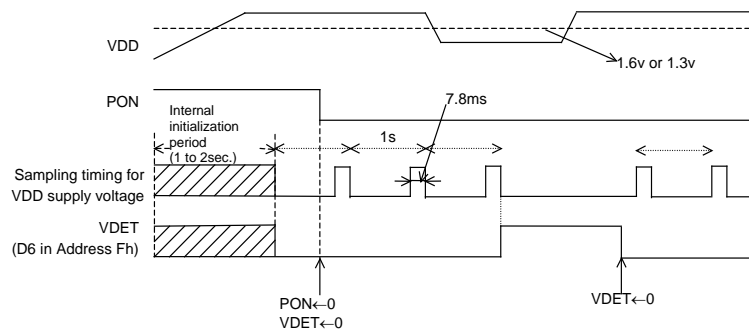 VDD
1.6v or 1.3v
7.8ms
PON
Internal
initialization
period
(1 to 2sec.)
1s
Sampling timing for
VDD supply voltage
VDET
(D6 in Address Fh)
PON←0
VDET←0
VDET←0